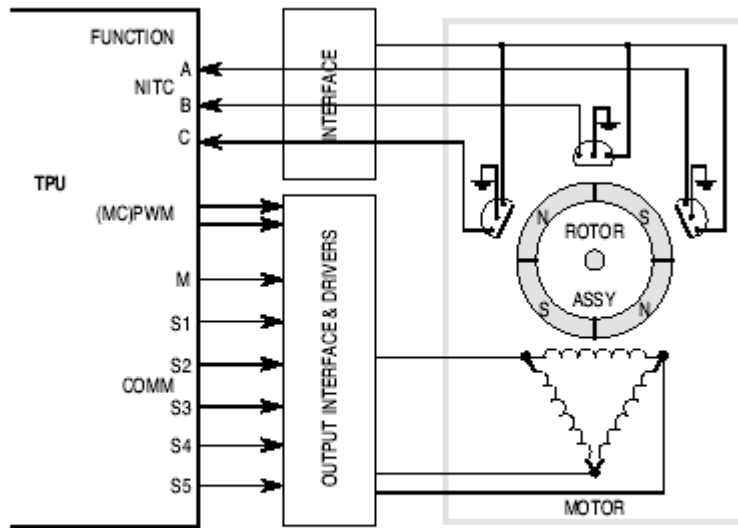 FUNCTION
A
NITC
B
C
TPU
(MC)PWM
M
S1
S2
COMM
S3
S4
S5
INTERFACE
OUTPUT INTERFACE & DRIVERS
N
S
ROTOR
ASSY
S
N
MOTOR